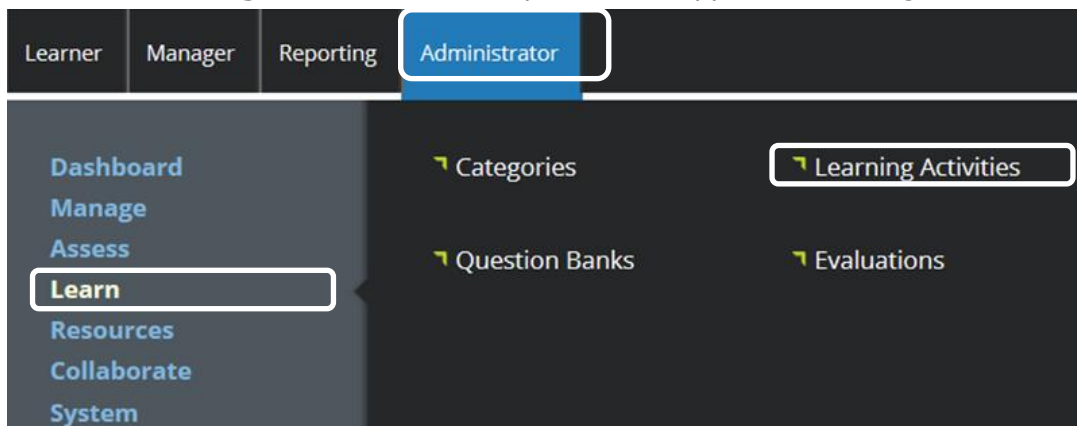 Learner Manager Reporting Administrator
Dashboard
Manage
Assess
Learn
Resources
Collaborate
System
Categories Learning Activities
Question Banks Evaluations